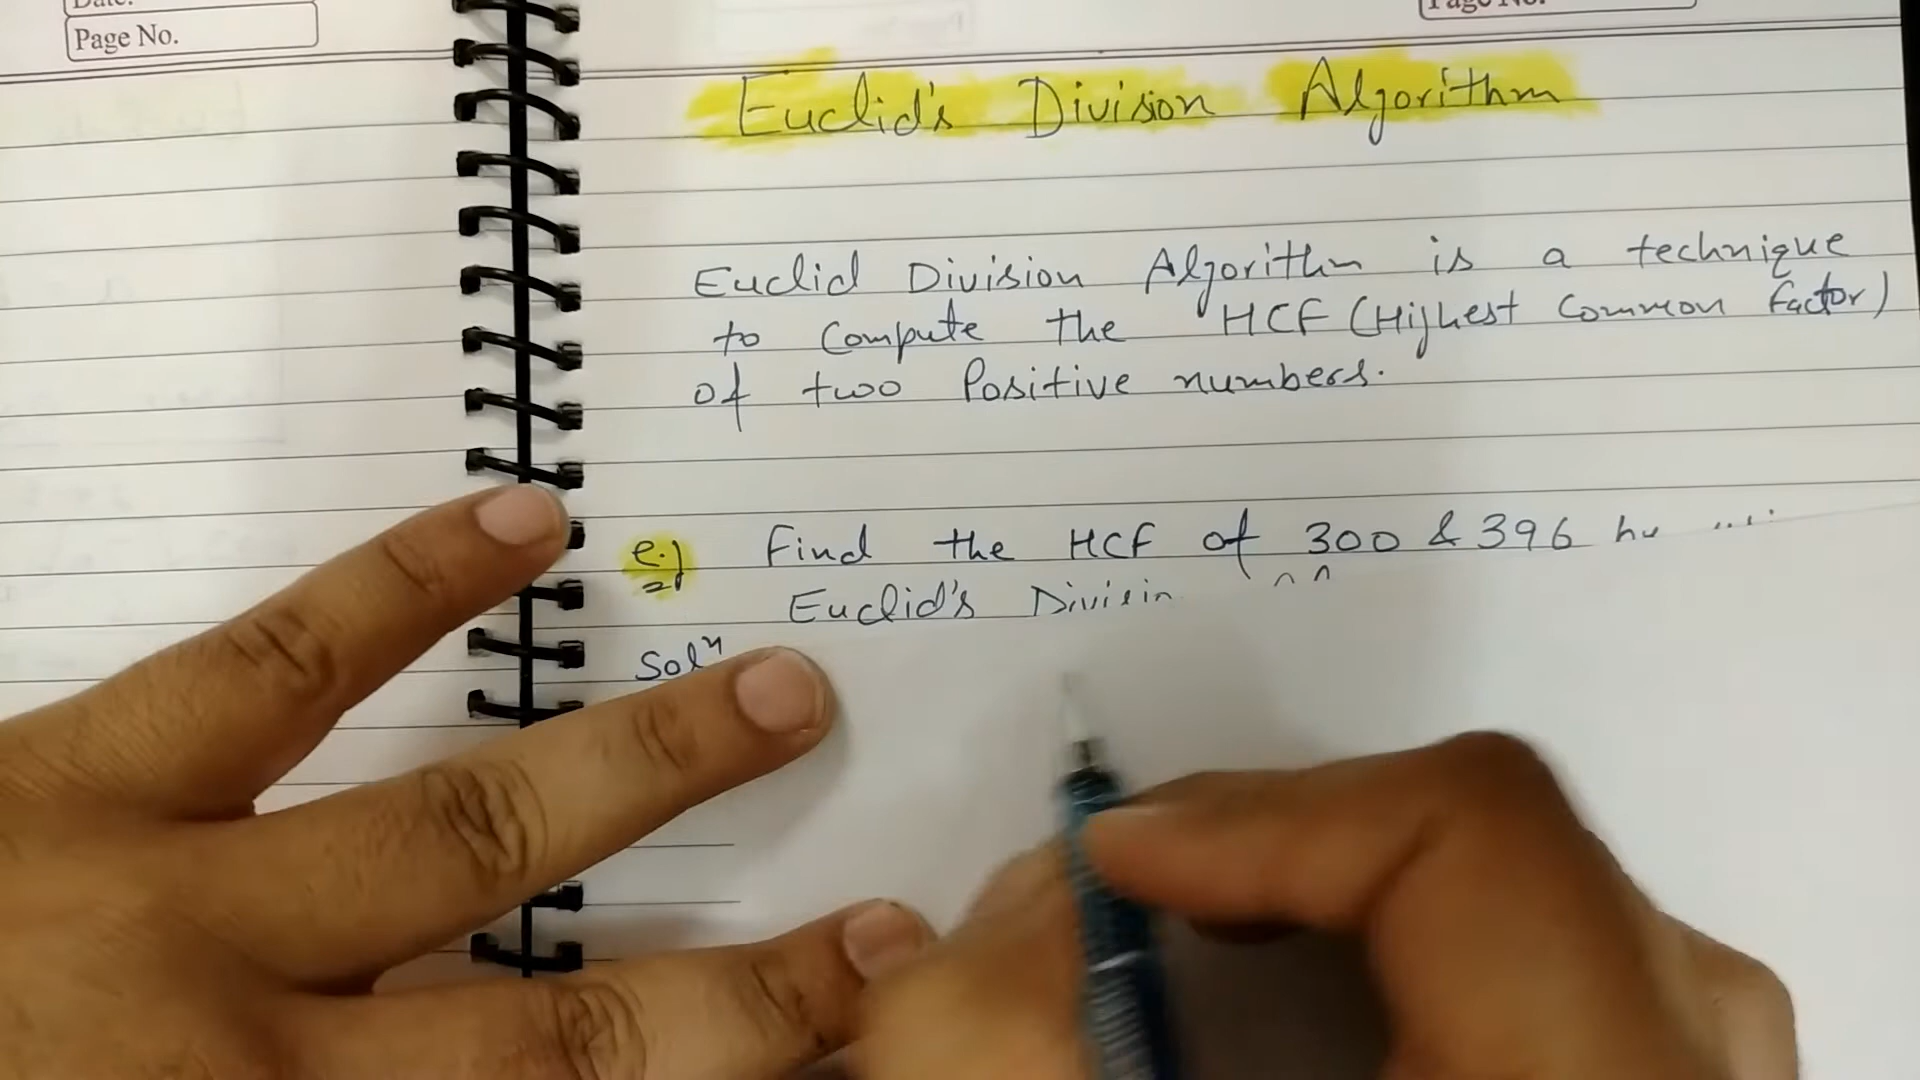 Page No.
Euclid's Division Algorithm
Euclid Division Algorithm is a technique
to Compute the HCF (Highest Common Factor)
of two Positive numbers.
e.g Find the HCF of 300 & 396
Euclid's
Solⁿ